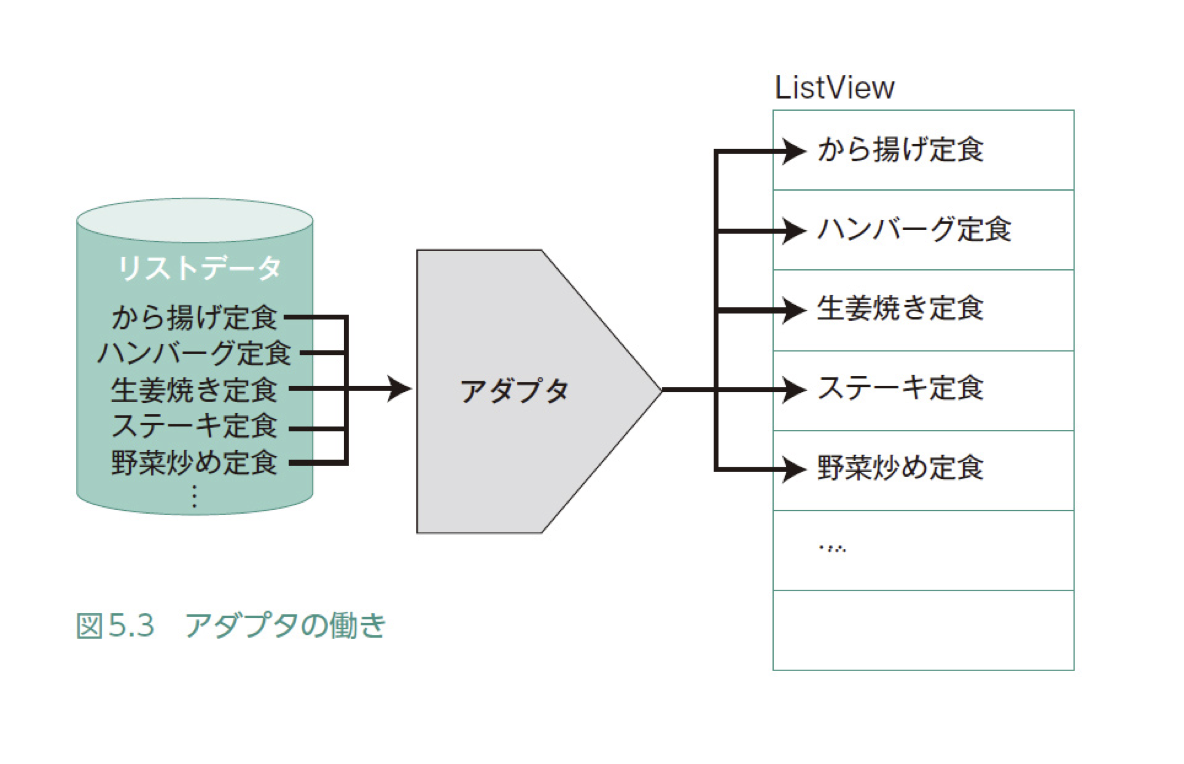 ListView
から揚げ定食
ハンバーグ定食
生姜焼き定食
ステーキ定食
野菜炒め定食
….
リストデータ
から揚げ定食
ハンバーグ定食
生姜焼き定食
ステーキ定食
野菜炒め定食
⋮
アダプタ
図5.3　アダプタの働き